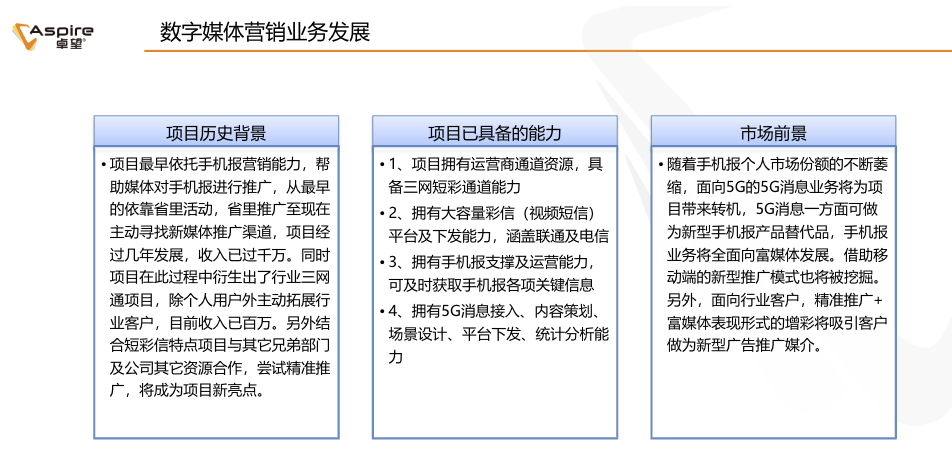 Aspire
卓望®
数字媒体营销业务发展
项目历史背景
• 项目最早依托手机报营销能力，帮
助媒体对手机报进行推广，从最早
的依靠省里活动，省里推广至现在
主动寻找新媒体推广渠道，项目经
过几年发展，收入已过千万。同时
项目在此过程中衍生出了行业三网
通项目，除个人用户外主动拓展行
业客户，目前收入已百万。另外结
合短彩信特点项目与其它兄弟部门
及公司其它资源合作，尝试精准推
广，将成为项目新亮点。
项目已具备的能力
• 1、项目拥有运营商通道资源，具
备三网短彩通道能力
• 2、拥有大容量彩信（视频短信）
平台及下发能力，涵盖联通及电信
• 3、拥有手机报支撑及运营能力，
可及时获取手机报各项关键信息
• 4、拥有5G消息接入、内容策划、
场景设计、平台下发、统计分析能
力
市场前景
• 随着手机报个人市场份额的不断萎
缩，面向5G的5G消息业务将为项
目带来转机，5G消息一方面可做
为新型手机报产品替代品，手机报
业务将全面向富媒体发展。借助移
动端的新型推广模式也将被挖掘。
另外，面向行业客户，精准推广+
富媒体表现形式的增彩将吸引客户
做为新型广告推广媒介。